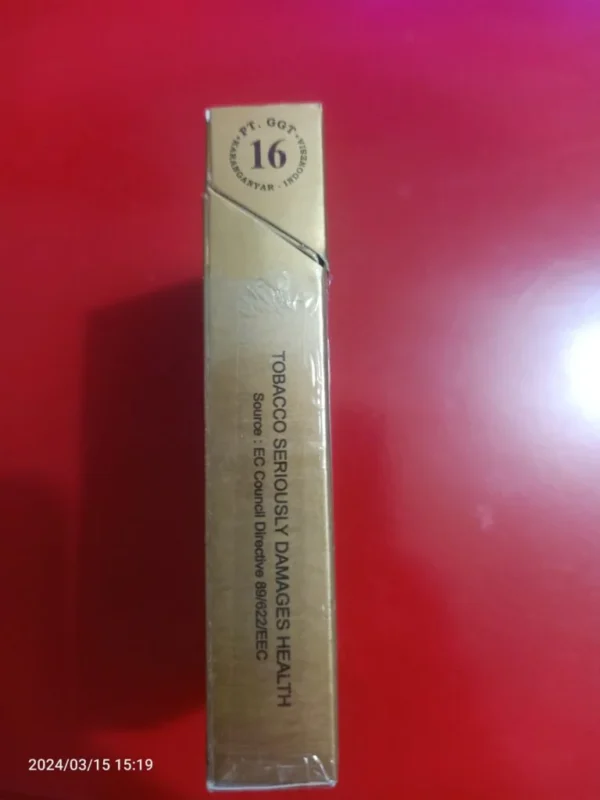 PT. GGT
16
KARANGANYAR - INDONESIA
TOBACCO SERIOUSLY DAMAGES HEALTH
Source : EC Council Directive 89/622/EEC
2024/03/15 15:19